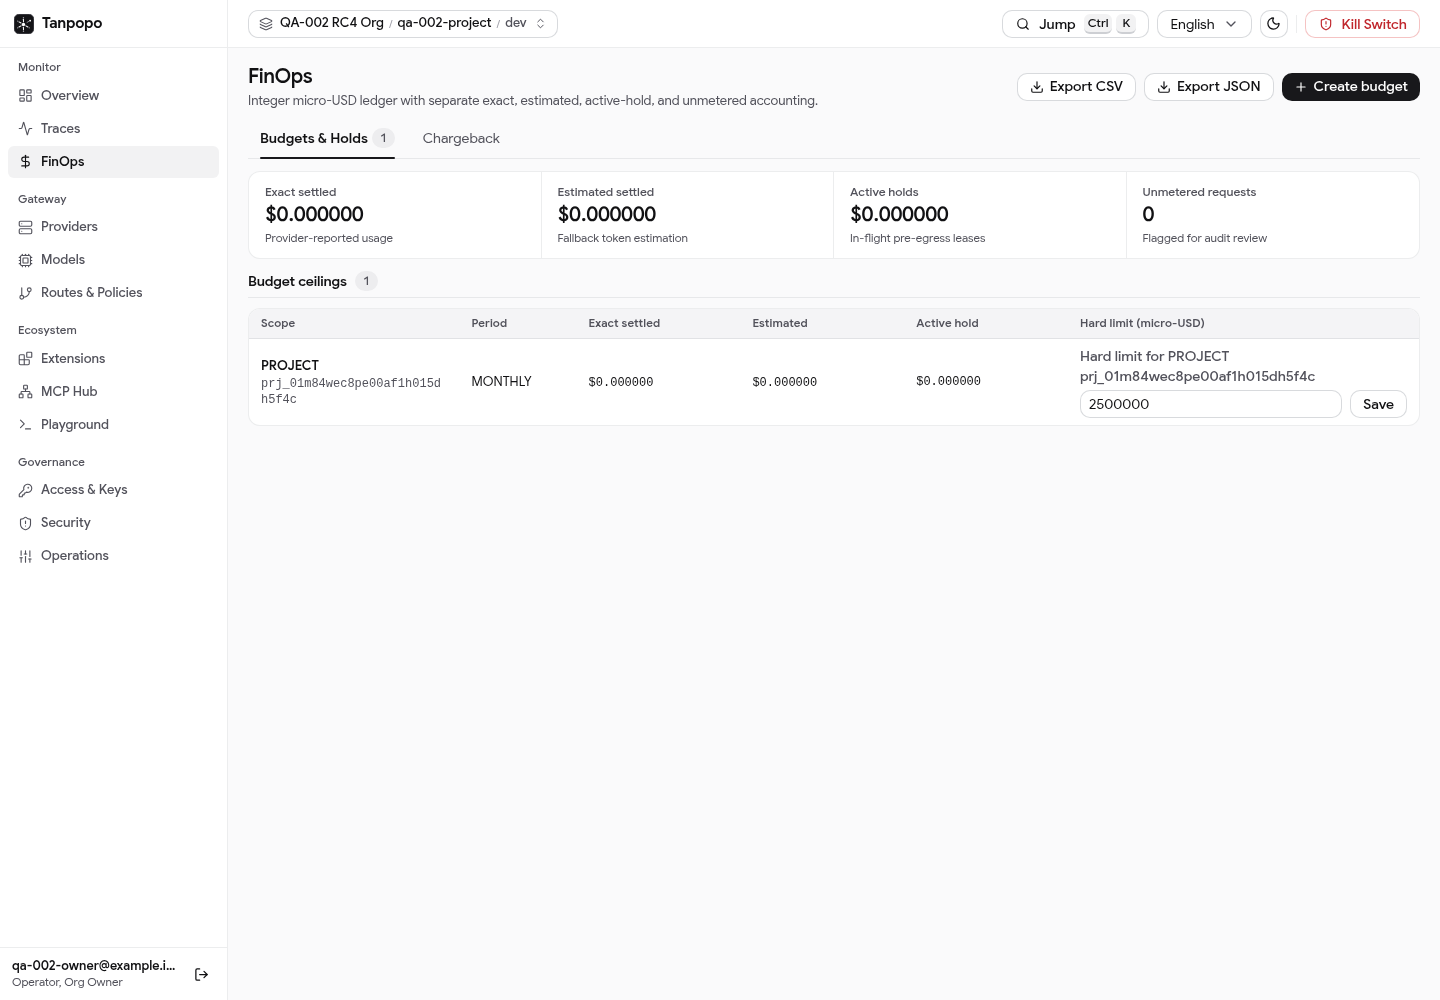 Tanpopo
QA-002 RC4 Org / qa-002-project / dev
Jump Ctrl K
English
Kill Switch
Monitor
Overview
Traces
FinOps
Gateway
Providers
Models
Routes & Policies
Ecosystem
Extensions
MCP Hub
Playground
Governance
Access & Keys
Security
Operations
qa-002-owner@example.i...
Operator, Org Owner
FinOps
Integer micro-USD ledger with separate exact, estimated, active-hold, and unmetered accounting.
Export CSV
Export JSON
Create budget
Budgets & Holds 1
Chargeback
Exact settled
$0.000000
Provider-reported usage
Estimated settled
$0.000000
Fallback token estimation
Active holds
$0.000000
In-flight pre-egress leases
Unmetered requests
0
Flagged for audit review
Budget ceilings 1
Scope Period Exact settled Estimated Active hold Hard limit (micro-USD)
PROJECT
prj_01m84wec8pe00af1h015d
h5f4c
MONTHLY
$0.000000
$0.000000
$0.000000
Hard limit for PROJECT
prj_01m84wec8pe00af1h015dh5f4c
2500000
Save